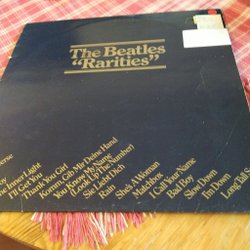 The Beatles
"Rarities"
verse
The Inner Light
I'll Get You
Thank You Girl
Komm Gib Mir Deine Hand
You Know My Name
(Look Up The Number)
Sie Liebt Dich
Rain
She's A Woman
Matchbox
I Call Your Name
Bad Boy
Slow Down
I'm Down
Long Tall S